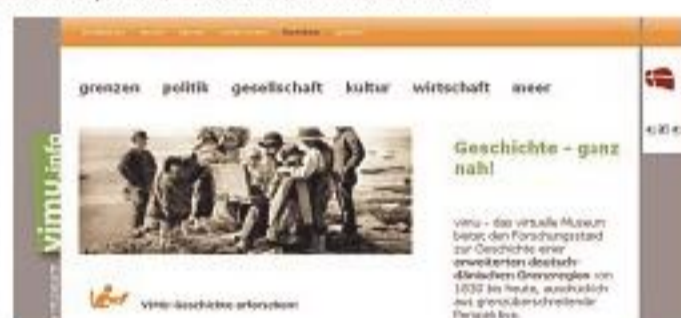 grenzen politik gesellschaft kultur wirtschaft meer
vimu.info
Geschichte – ganz
nah!
vimu – das virtuelle Museum
bietet den Forschungsstand
zur Geschichte einer
erweiterten deutsch-
dänischen Grenzregion von
1830 bis heute, ausdrücklich
aus grenzüberschreitender
Perspektive.
vimu-Geschichte erforschen!